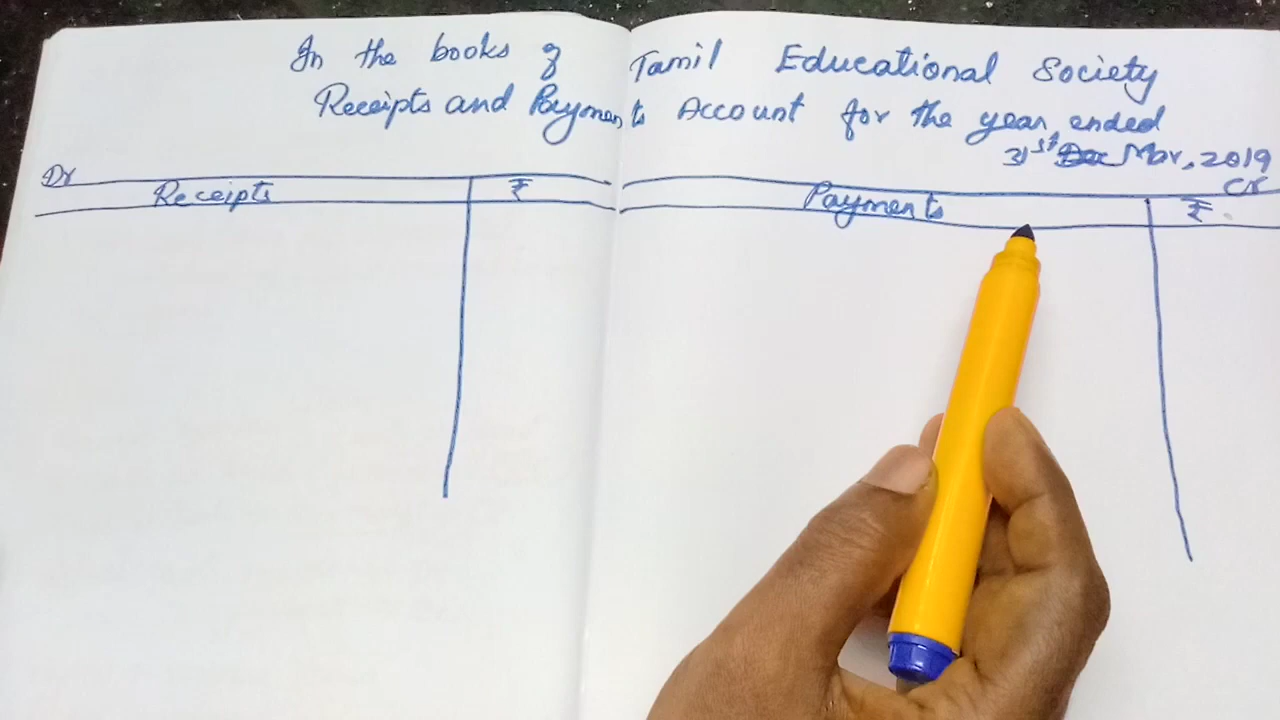 In the books of Tamil Educational Society
Receipts and Payments Account for the year ended
31st Dec Mar, 2019
Dr Cr
Receipts ₹ Payments ₹